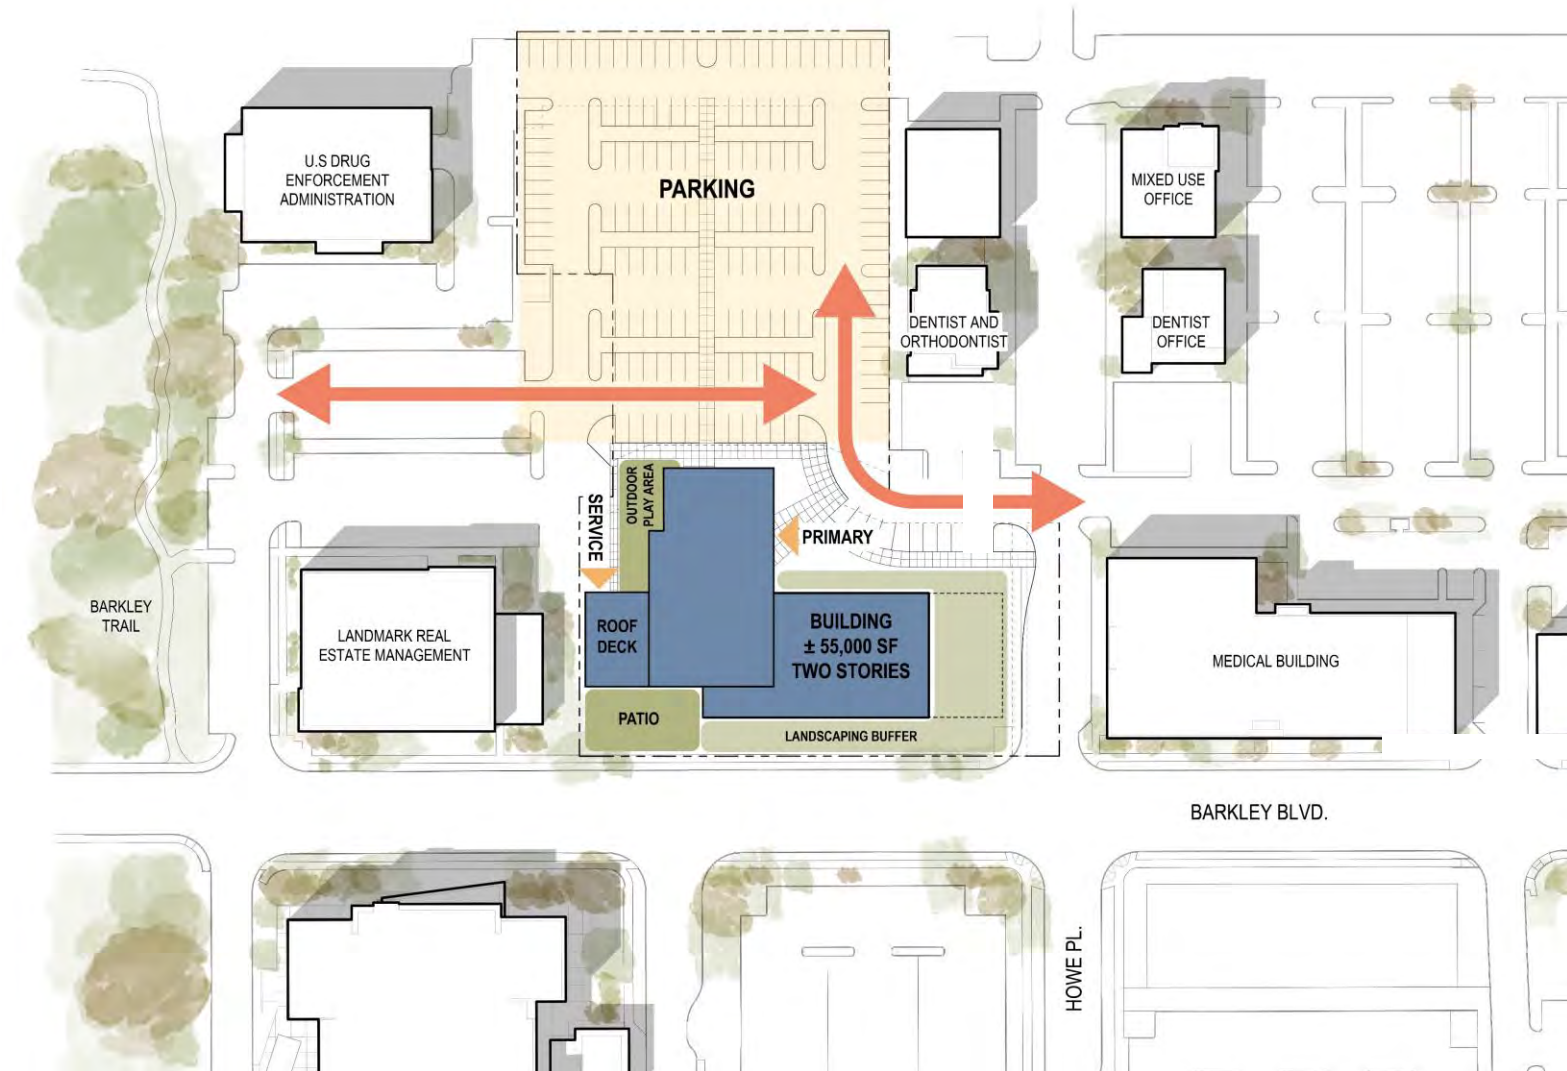 U.S DRUG
ENFORCEMENT
ADMINISTRATION
PARKING
MIXED USE
OFFICE
DENTIST AND
ORTHODONTIST
DENTIST
OFFICE
OUTDOOR
PLAY AREA
SERVICE
PRIMARY
BARKLEY
TRAIL
LANDMARK REAL
ESTATE MANAGEMENT
ROOF
DECK
BUILDING
± 55,000 SF
TWO STORIES
MEDICAL BUILDING
PATIO
LANDSCAPING BUFFER
BARKLEY BLVD.
HOWE PL.